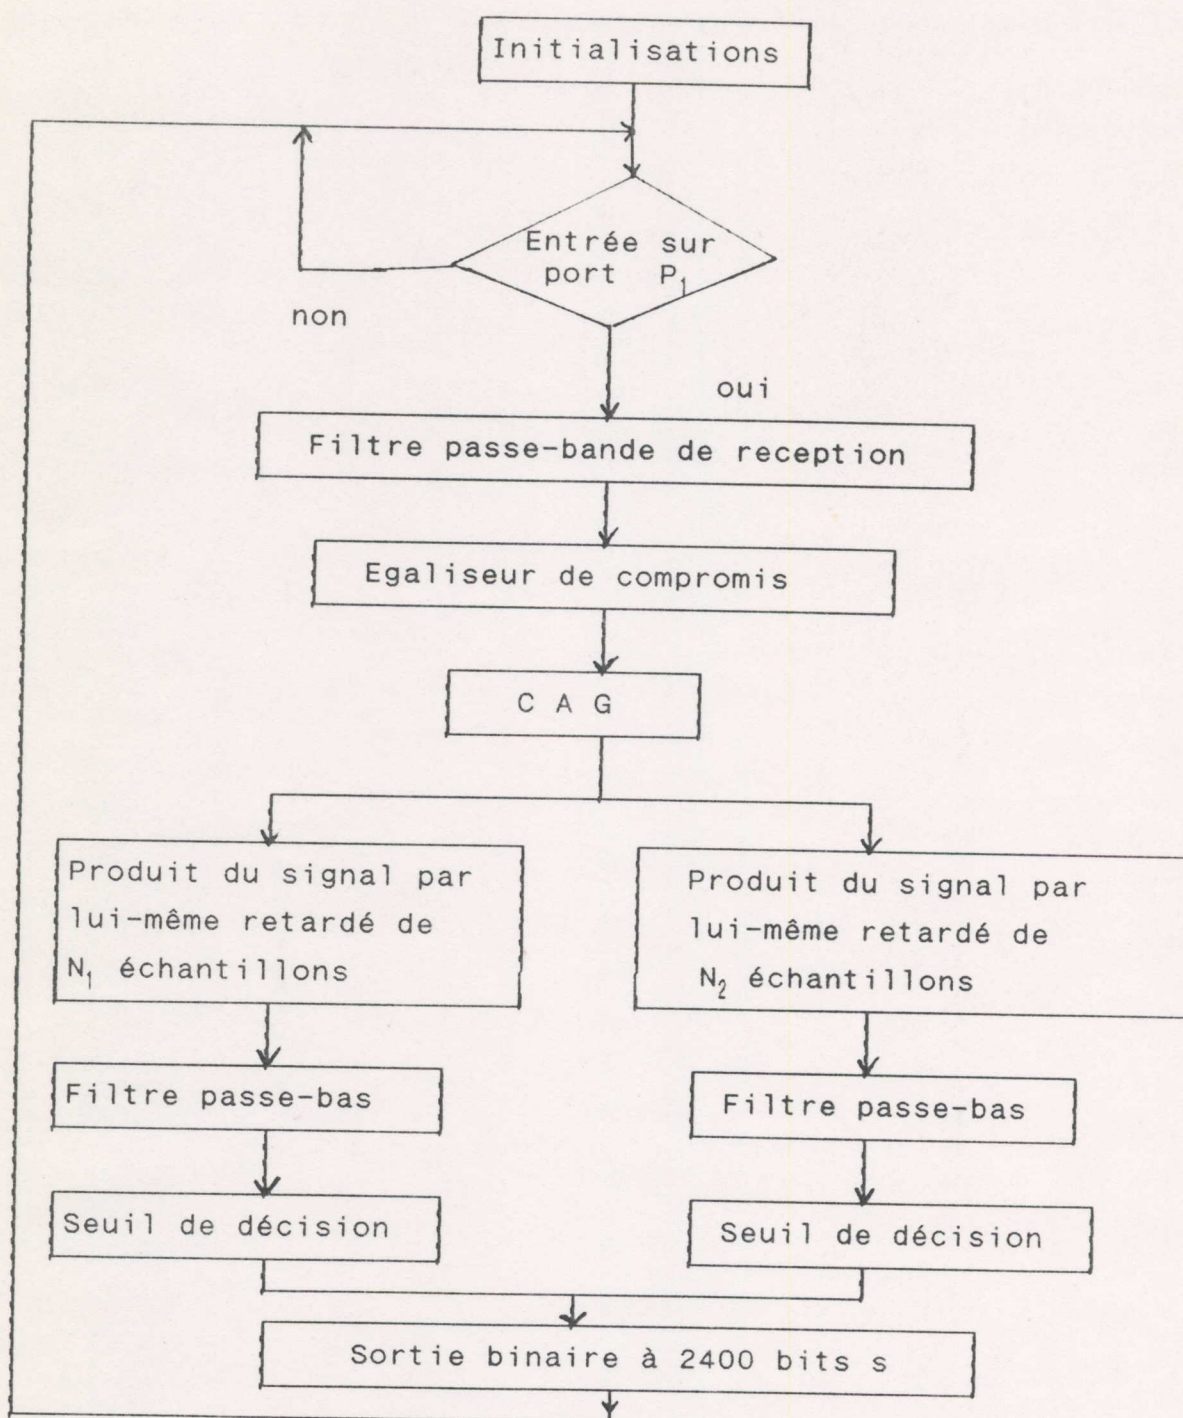 Initialisations
Entrée sur
port P₁
non
oui
Filtre passe-bande de reception
Egaliseur de compromis
C A G
Produit du signal par
lui-même retardé de
N₁ échantillons
Produit du signal par
lui-même retardé de
N₂ échantillons
Filtre passe-bas
Filtre passe-bas
Seuil de décision
Seuil de décision
Sortie binaire à 2400 bits s